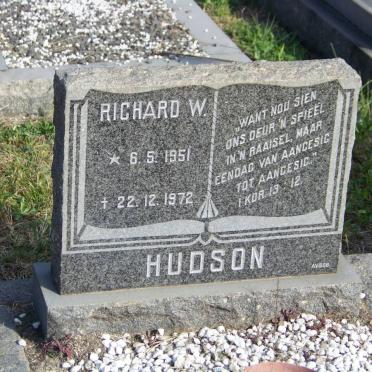 RICHARD W.
★ 6.5.1951
† 22.12.1972
„WANT NOU SIEN
ONS DEUR 'N SPIEËL
IN 'N RAAISEL, MAAR
EENDAG VAN AANGESIG
TOT AANGESIG."
I KOR. 13 : 12.
HUDSON